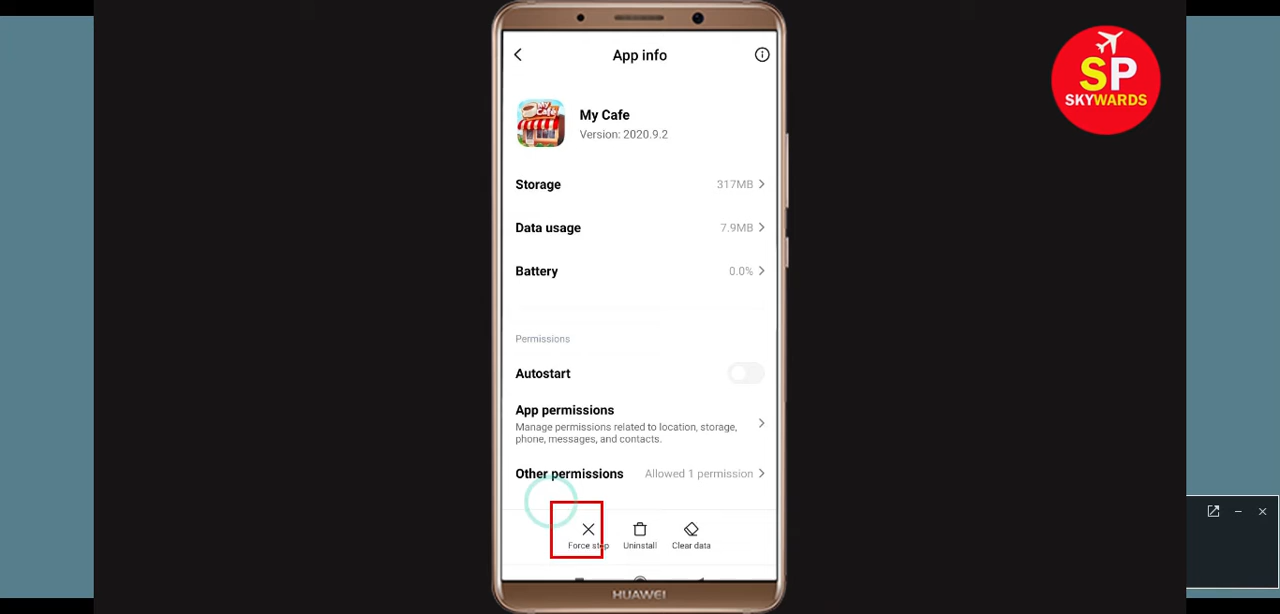 App info
SP
SKYWARDS
MY
CAFE
My Cafe
Version: 2020.9.2
Storage 317MB
Data usage 7.9MB
Battery 0.0%
Permissions
Autostart
App permissions
Manage permissions related to location, storage,
phone, messages, and contacts.
Other permissions Allowed 1 permission
Force stop Uninstall Clear data
HUAWEI